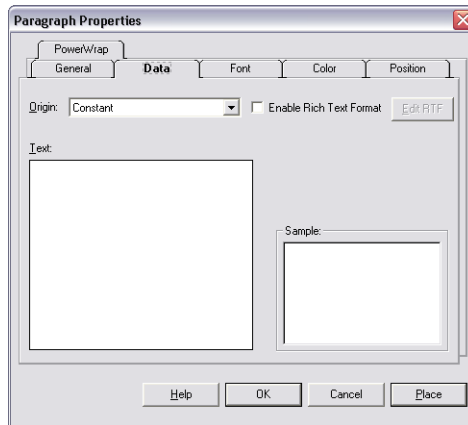 Paragraph Properties
PowerWrap
General Data Font Color Position
Origin: Constant Enable Rich Text Format Edit RTF
Text:
Sample:
Help OK Cancel Place